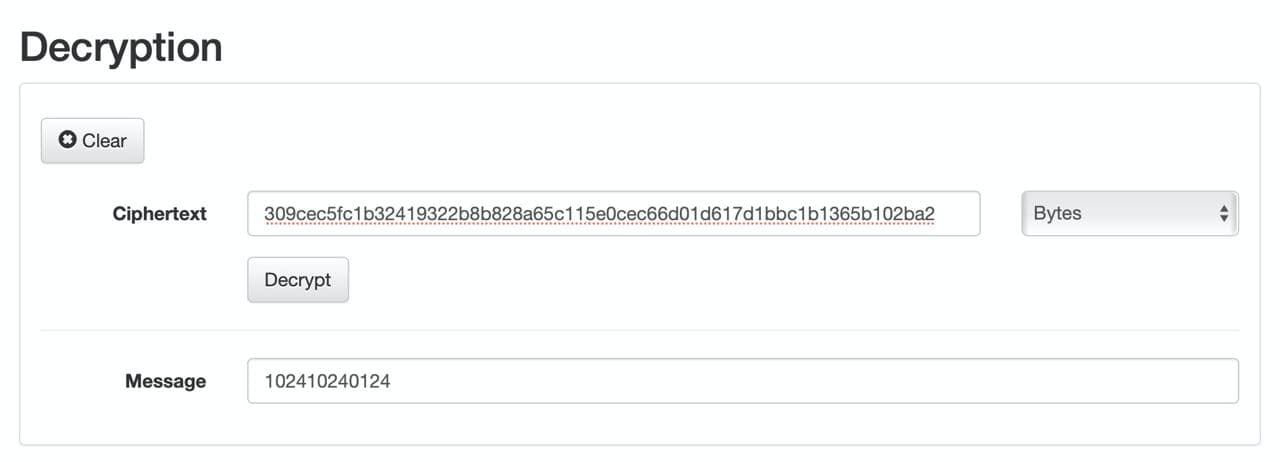 Decryption
Clear
Ciphertext 309cec5fc1b32419322b8b828a65c115e0cec66d01d617d1bbc1b1365b102ba2 Bytes
Decrypt
Message 102410240124